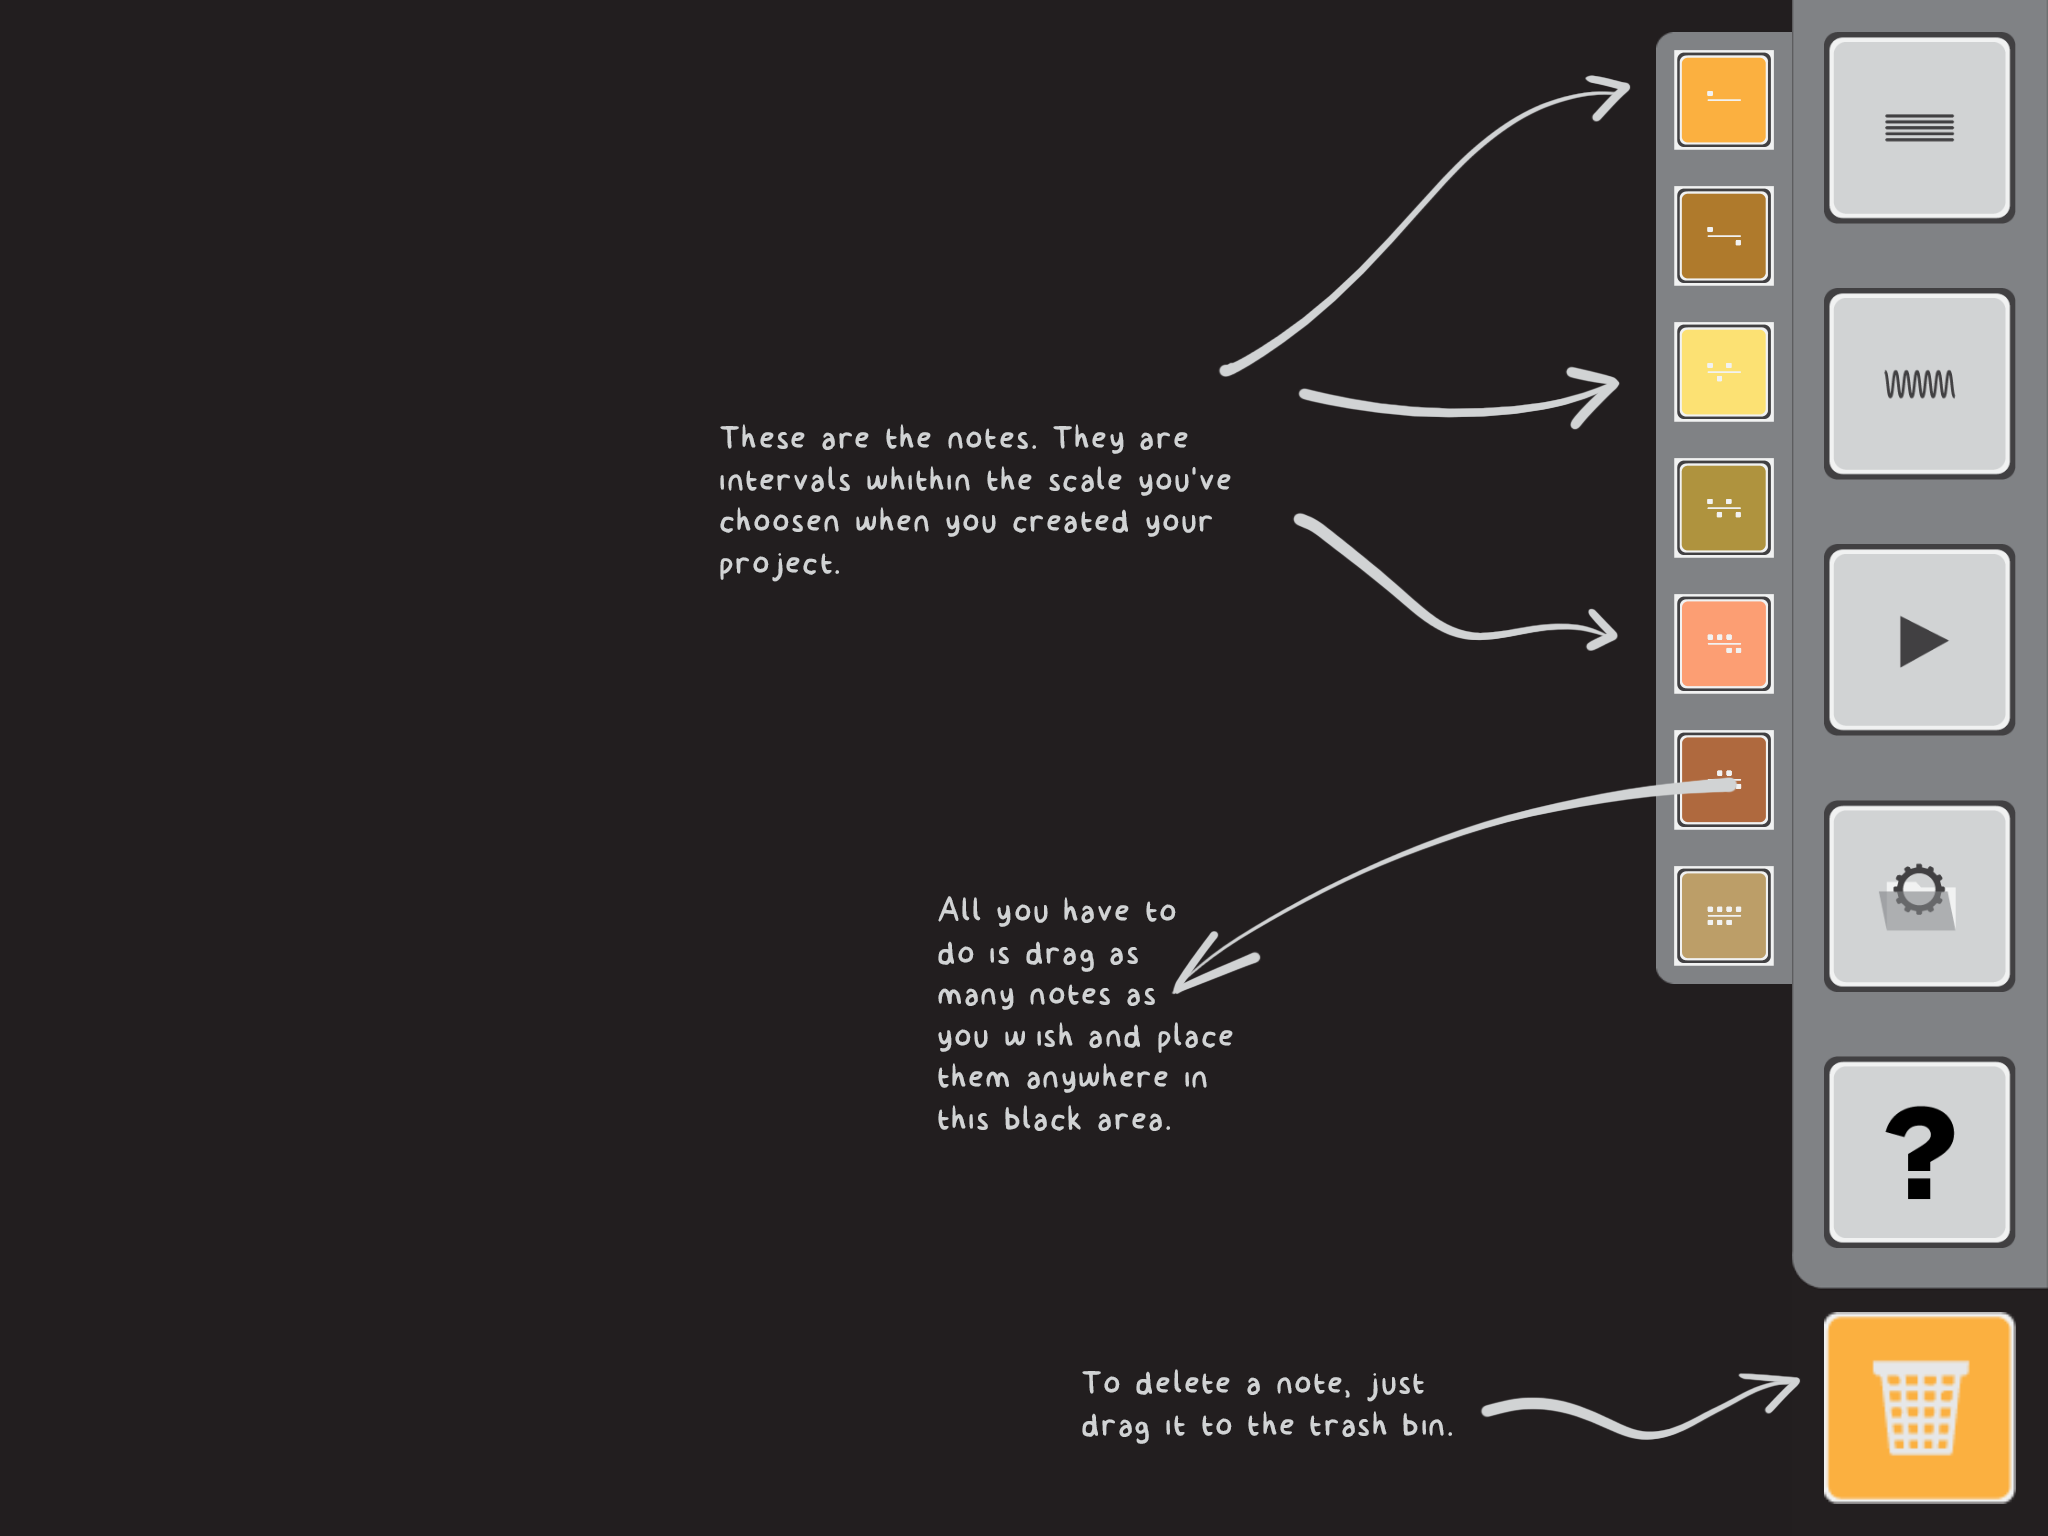 These are the notes. They are
intervals whithin the scale you've
choosen when you created your
project.
All you have to
do is drag as
many notes as
you wish and place
them anywhere in
this black area.
?
To delete a note, just
drag it to the trash bin.